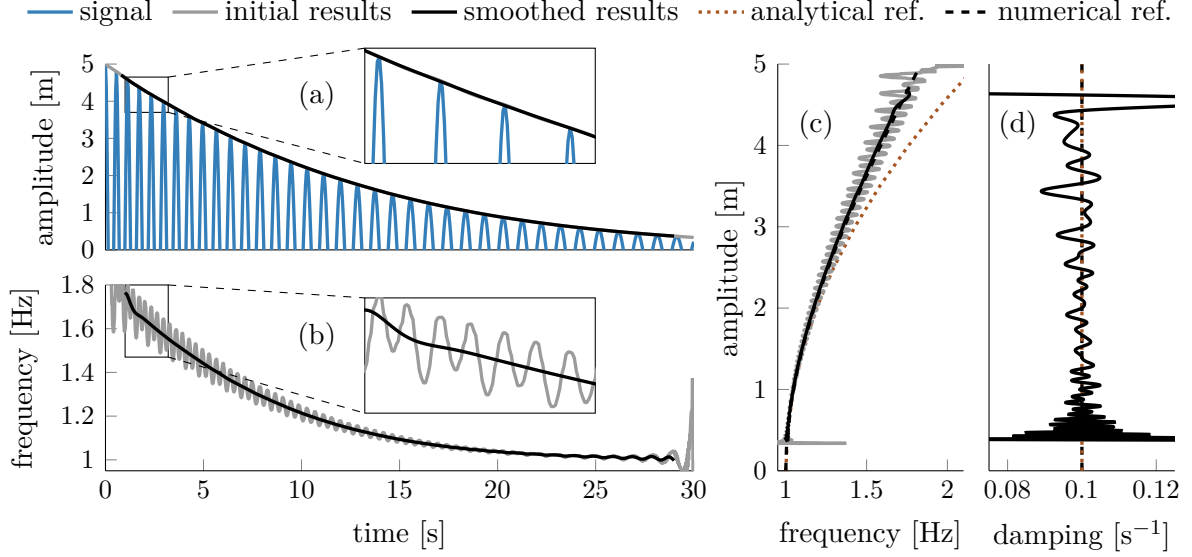 signal initial results smoothed results analytical ref. numerical ref.
amplitude [m]
5
4
3
2
1
0
(a)
frequency [Hz]
1.8
1.6
1.4
1.2
1
(b)
0 5 10 15 20 25 30
time [s]
amplitude [m]
5
4
3
2
1
0
(c)
1 1.5 2
frequency [Hz]
(d)
0.08 0.1 0.12
damping [s⁻¹]